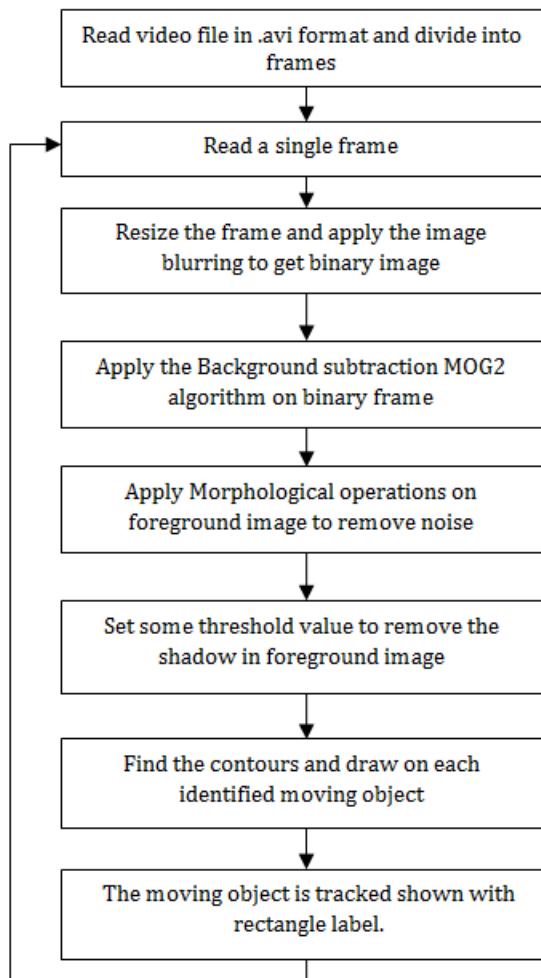 Read video file in .avi format and divide into
frames
Read a single frame
Resize the frame and apply the image
blurring to get binary image
Apply the Background subtraction MOG2
algorithm on binary frame
Apply Morphological operations on
foreground image to remove noise
Set some threshold value to remove the
shadow in foreground image
Find the contours and draw on each
identified moving object
The moving object is tracked shown with
rectangle label.